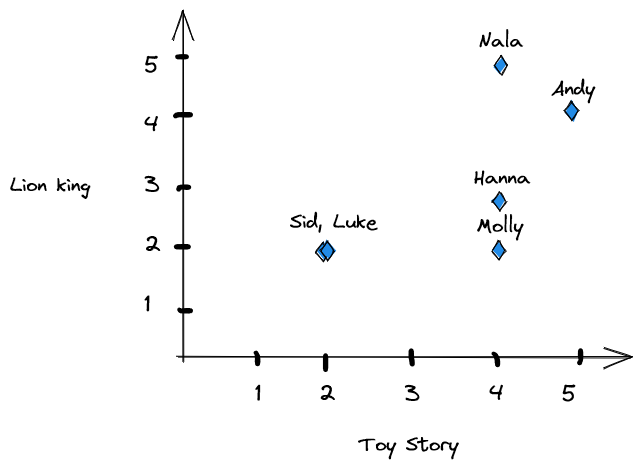 Nala
5
Andy
4
Lion king
3
Hanna
Sid, Luke
Molly
2
1
1 2 3 4 5
Toy Story